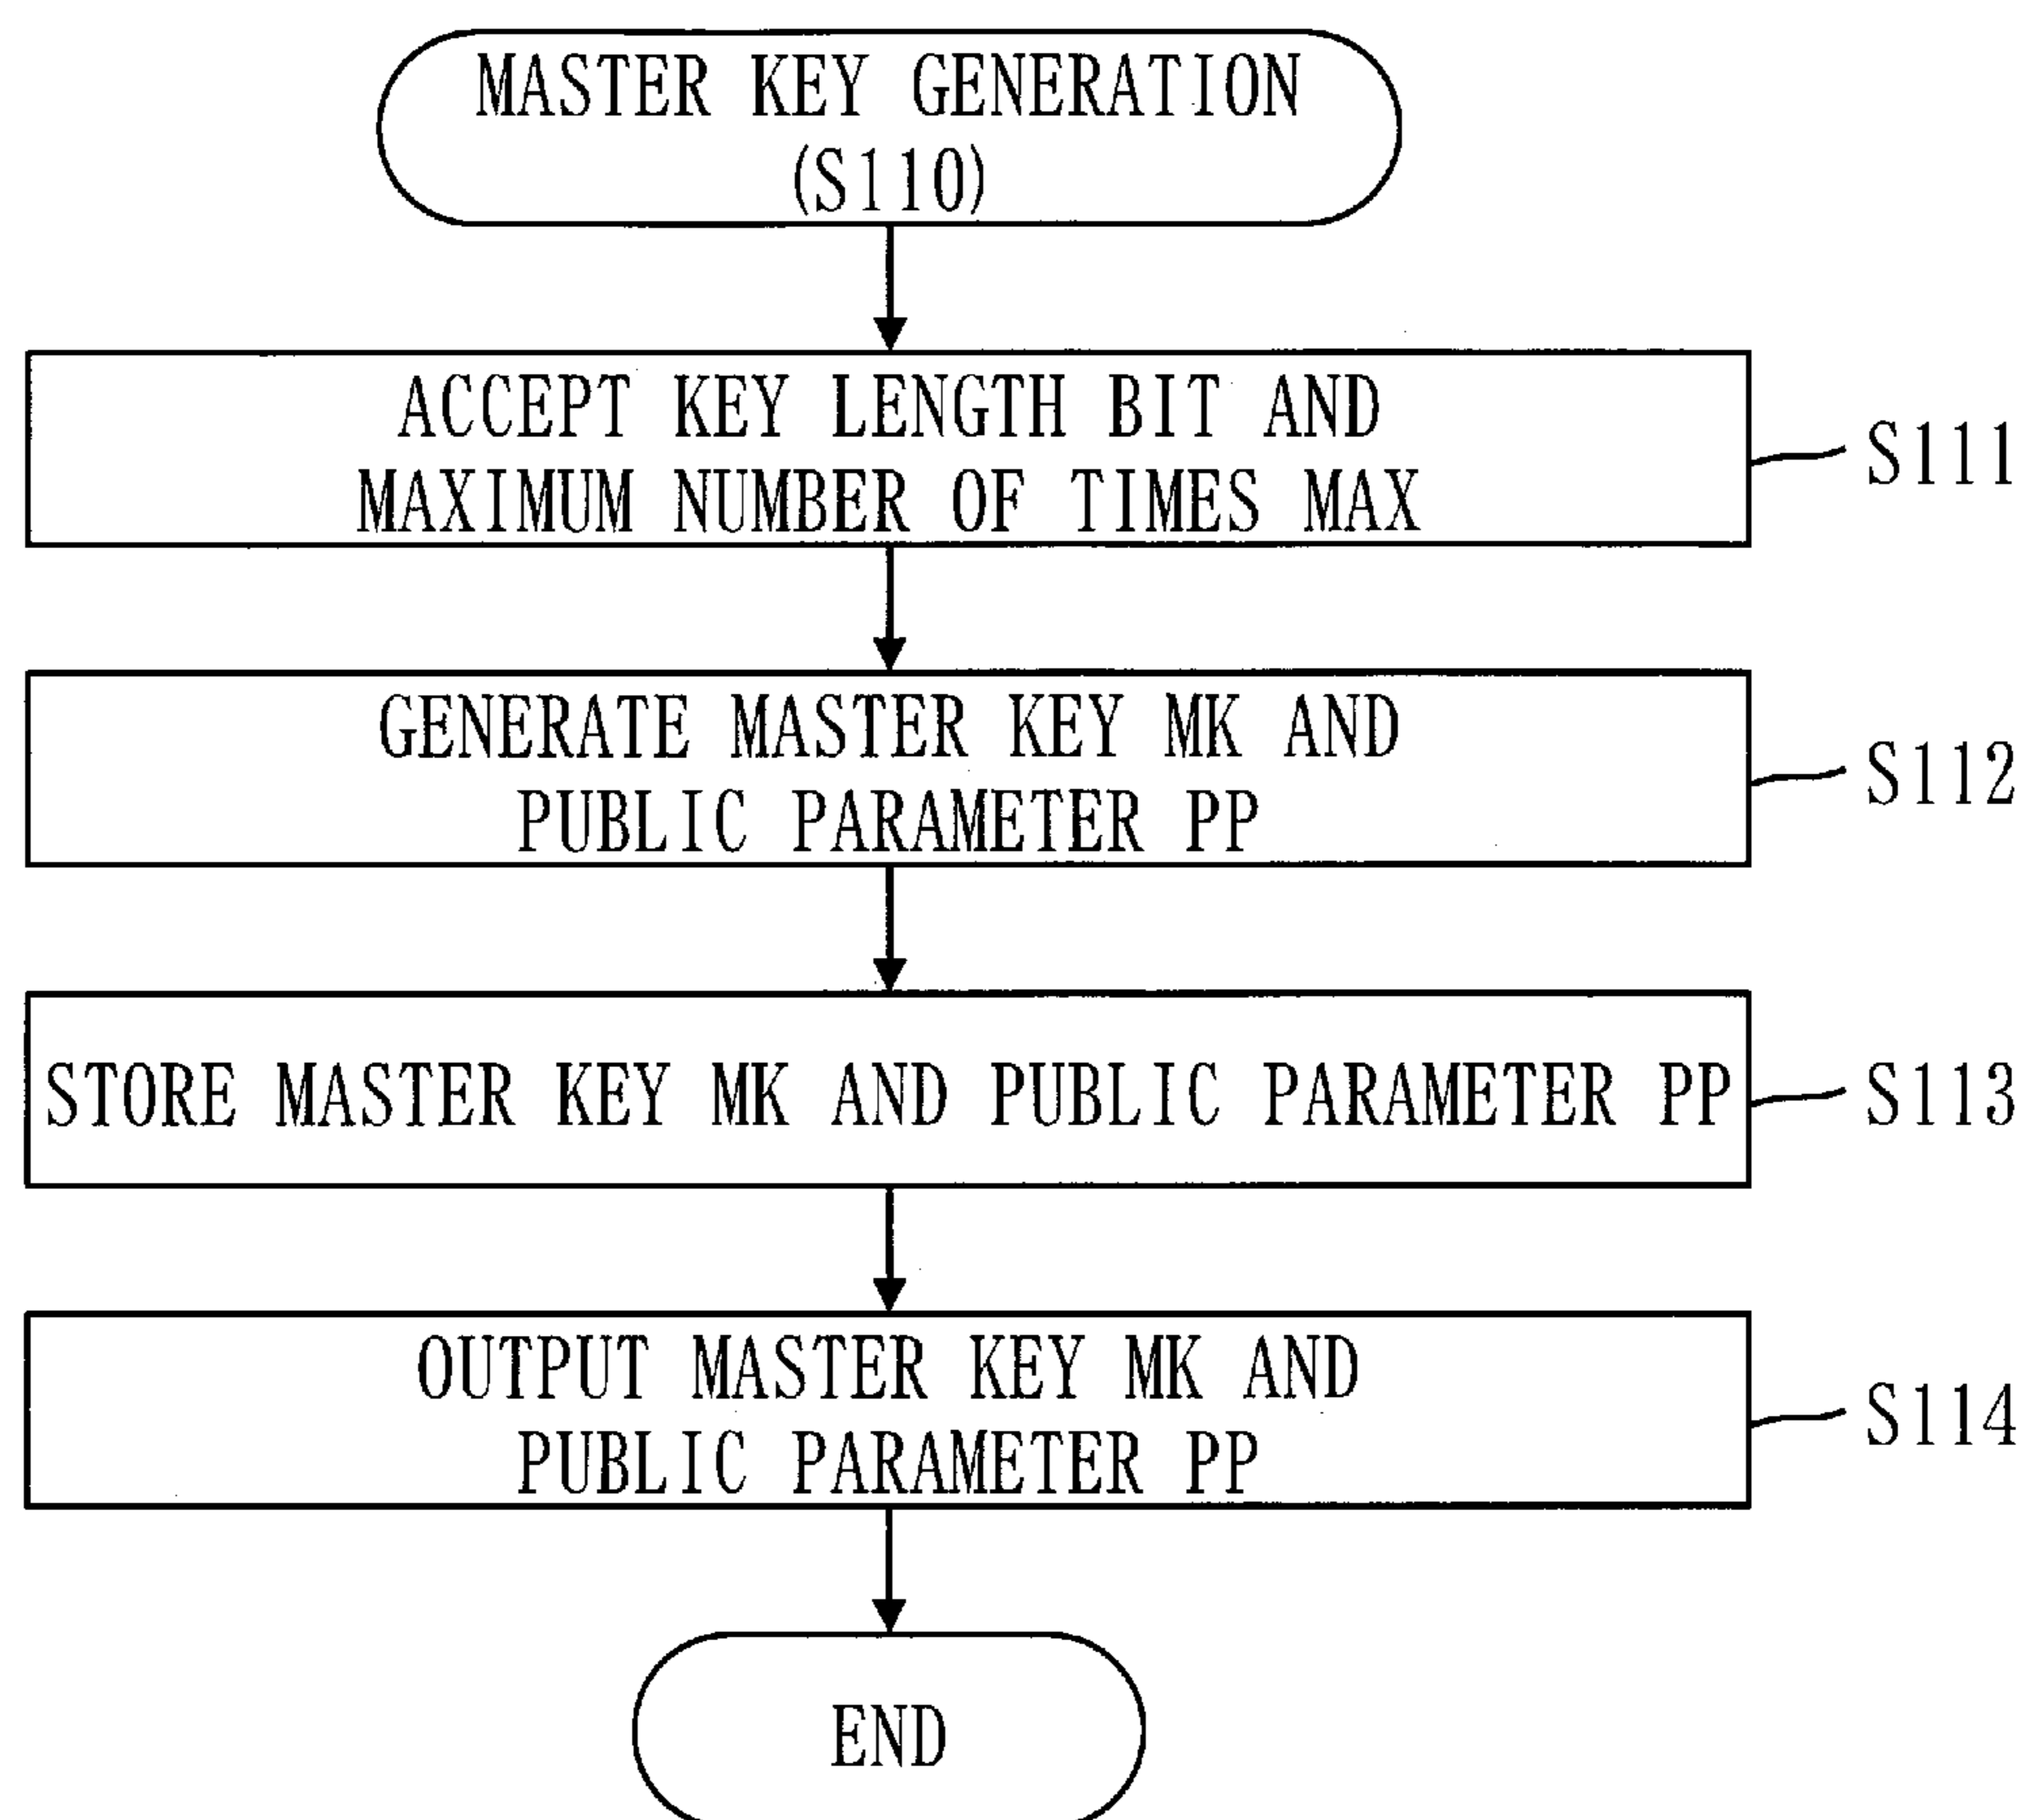 MASTER KEY GENERATION
(S110)
ACCEPT KEY LENGTH BIT AND
MAXIMUM NUMBER OF TIMES MAX
S111
GENERATE MASTER KEY MK AND
PUBLIC PARAMETER PP
S112
STORE MASTER KEY MK AND PUBLIC PARAMETER PP
S113
OUTPUT MASTER KEY MK AND
PUBLIC PARAMETER PP
S114
END